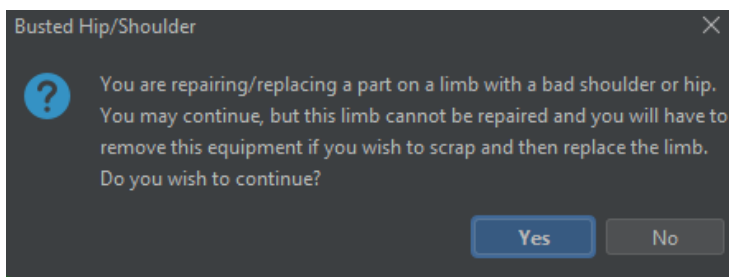 Busted Hip/Shoulder
You are repairing/replacing a part on a limb with a bad shoulder or hip.
You may continue, but this limb cannot be repaired and you will have to
remove this equipment if you wish to scrap and then replace the limb.
Do you wish to continue?
Yes No